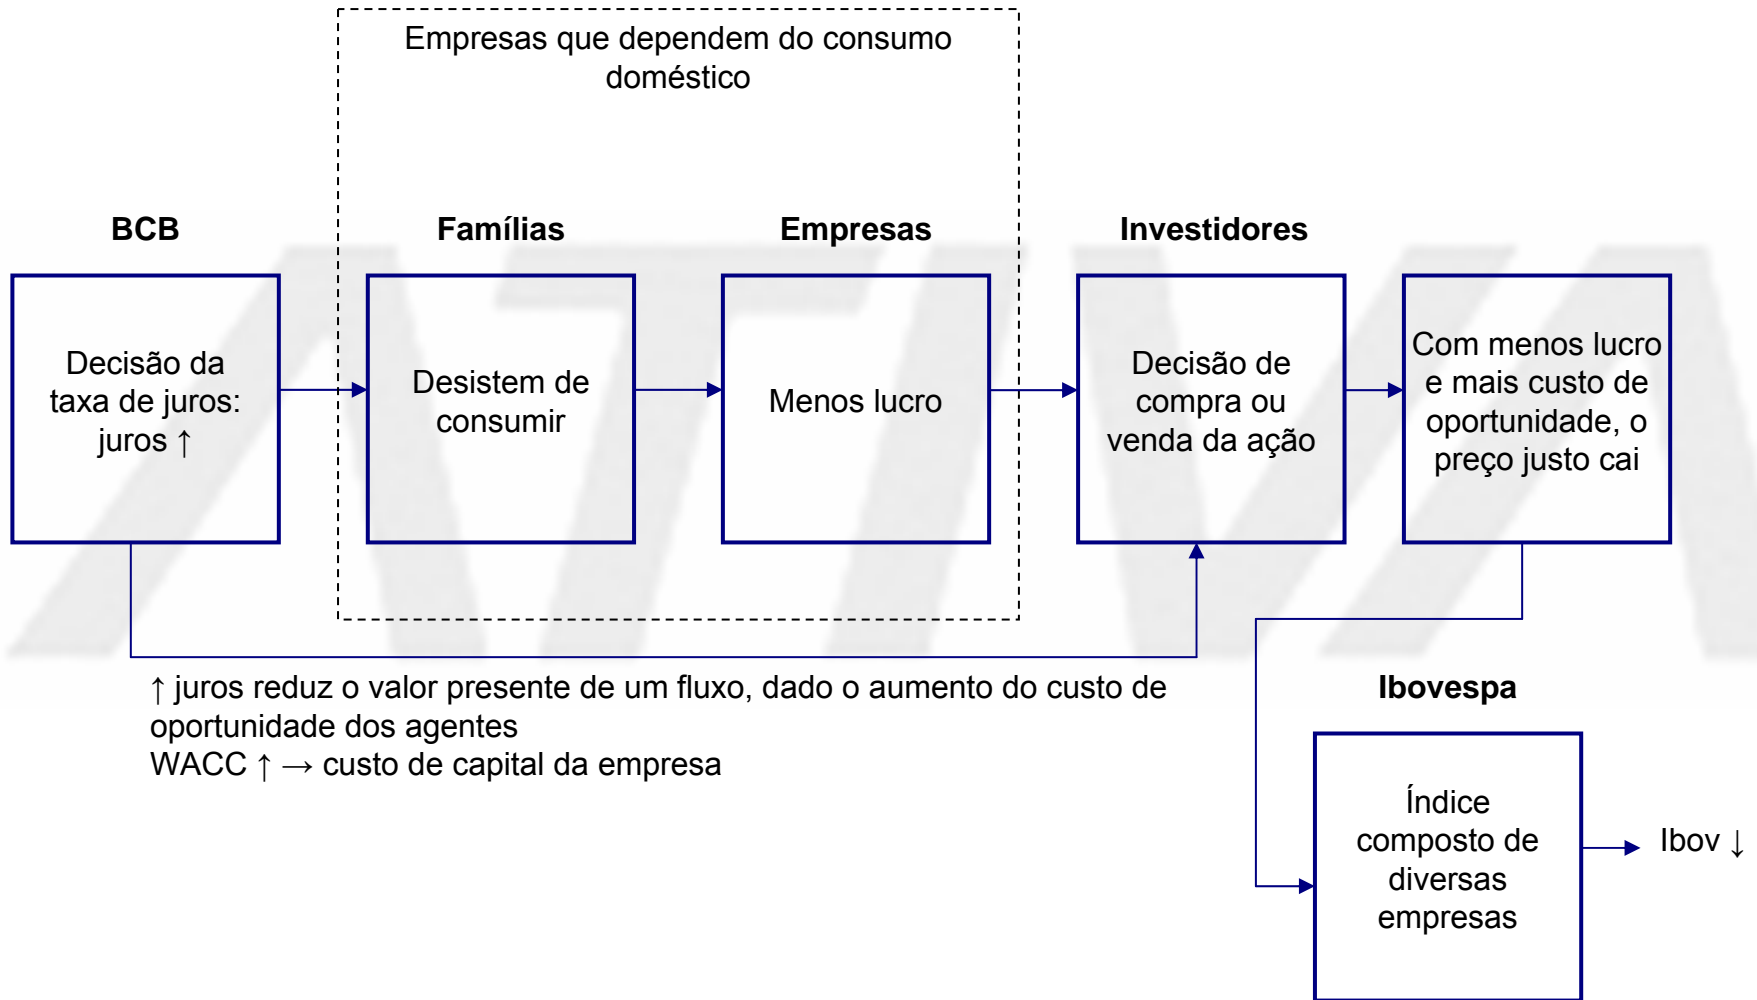 Empresas que dependem do consumo
doméstico
BCB
Famílias
Empresas
Investidores
Decisão da
taxa de juros:
juros ↑
Desistem de
consumir
Menos lucro
Decisão de
compra ou
venda da ação
Com menos lucro
e mais custo de
oportunidade, o
preço justo cai
↑ juros reduz o valor presente de um fluxo, dado o aumento do custo de
oportunidade dos agentes
WACC ↑ → custo de capital da empresa
Ibovespa
Índice
composto de
diversas
empresas
Ibov ↓
ATIVA